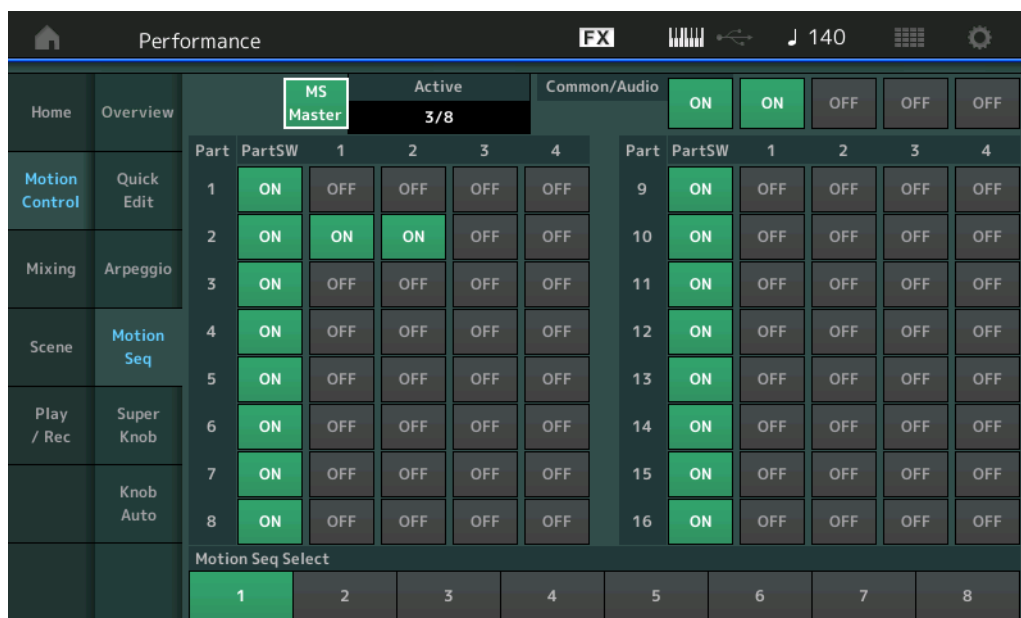 Performance FX 140
MS Master Active 3/8 Common/Audio ON ON OFF OFF OFF
Home Overview
Part PartSW 1 2 3 4 Part PartSW 1 2 3 4
Motion Control Quick Edit
1 ON OFF OFF OFF OFF 9 ON OFF OFF OFF OFF
2 ON ON ON OFF OFF 10 ON OFF OFF OFF OFF
Mixing Arpeggio
3 ON OFF OFF OFF OFF 11 ON OFF OFF OFF OFF
Scene Motion Seq
4 ON OFF OFF OFF OFF 12 ON OFF OFF OFF OFF
5 ON OFF OFF OFF OFF 13 ON OFF OFF OFF OFF
Play / Rec Super Knob
6 ON OFF OFF OFF OFF 14 ON OFF OFF OFF OFF
7 ON OFF OFF OFF OFF 15 ON OFF OFF OFF OFF
Knob Auto
8 ON OFF OFF OFF OFF 16 ON OFF OFF OFF OFF
Motion Seq Select
1 2 3 4 5 6 7 8